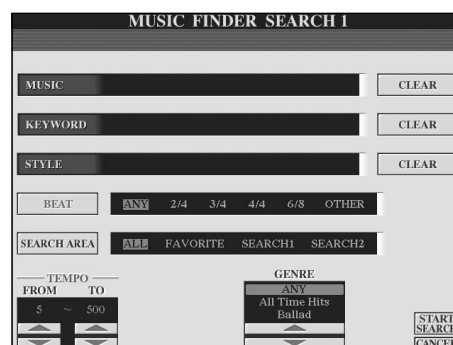 MUSIC FINDER SEARCH 1
MUSIC CLEAR
KEYWORD CLEAR
STYLE CLEAR
BEAT ANY 2/4 3/4 4/4 6/8 OTHER
SEARCH AREA ALL FAVORITE SEARCH1 SEARCH2
TEMPO GENRE
FROM TO ANY
5 ~ 500 All Time Hits
Ballad
START
SEARCH
CANCEL